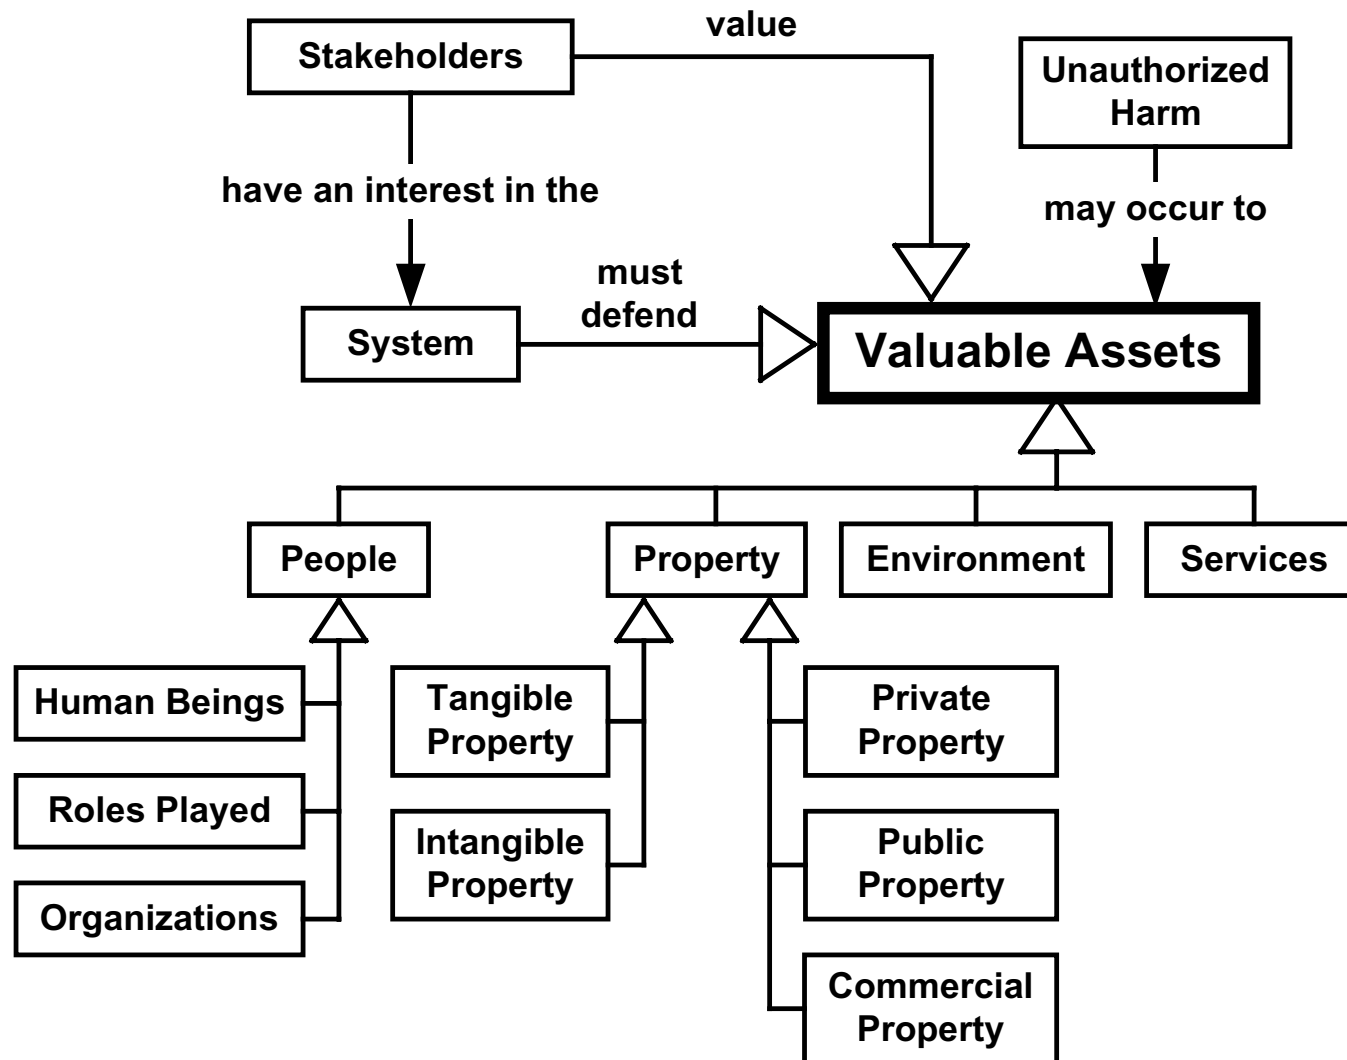 value
Stakeholders
Unauthorized
Harm
have an interest in the
may occur to
must
defend
System
Valuable Assets
People
Property
Environment
Services
Human Beings
Tangible
Property
Private
Property
Roles Played
Intangible
Property
Public
Property
Organizations
Commercial
Property